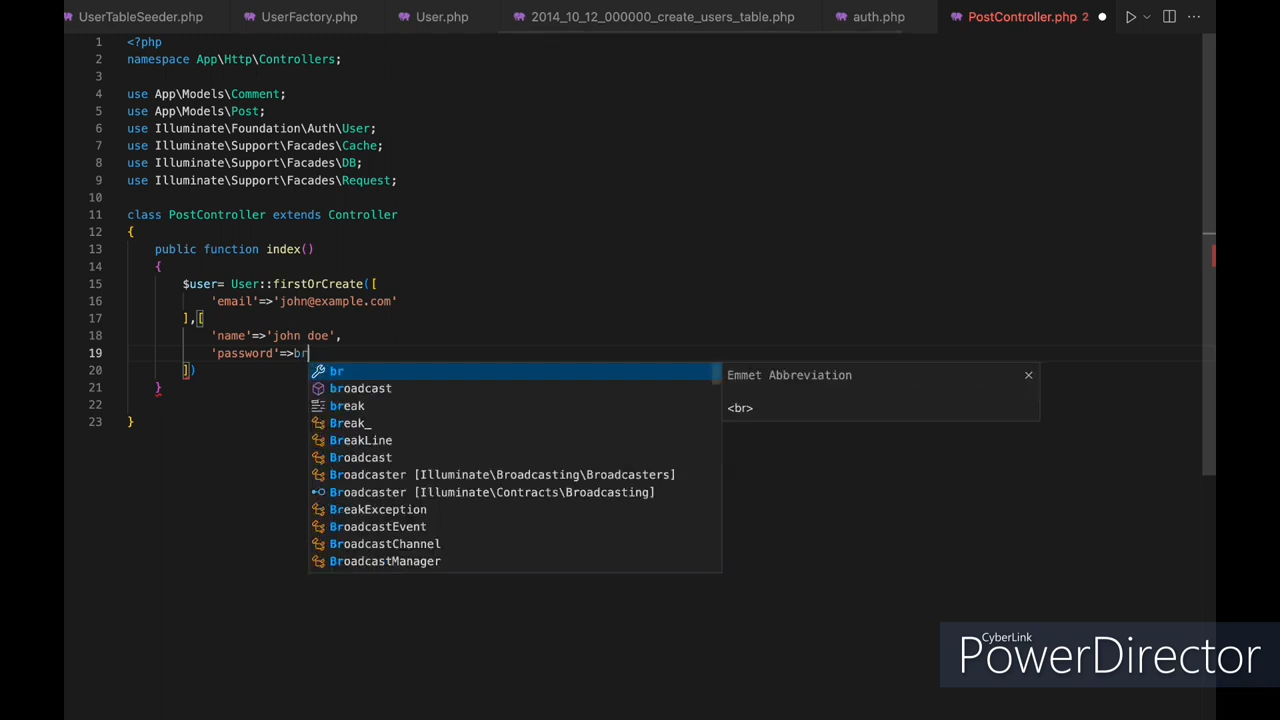 UserTableSeeder.php UserFactory.php User.php 2014_10_12_000000_create_users_table.php auth.php PostController.php 2
1 <?php
2 namespace App\Http\Controllers;
3
4 use App\Models\Comment;
5 use App\Models\Post;
6 use Illuminate\Foundation\Auth\User;
7 use Illuminate\Support\Facades\Cache;
8 use Illuminate\Support\Facades\DB;
9 use Illuminate\Support\Facades\Request;
10
11 class PostController extends Controller
12 {
13 public function index()
14 {
15 $user= User::firstOrCreate([
16 'email'=>'john@example.com'
17 ],[
18 'name'=>'john doe',
19 'password'=>br
20 ])
21 }
22
23 }
br
broadcast
break
Break_
BreakLine
Broadcast
Broadcaster [Illuminate\Broadcasting\Broadcasters]
Broadcaster [Illuminate\Contracts\Broadcasting]
BreakException
BroadcastEvent
BroadcastChannel
BroadcastManager
Emmet Abbreviation
<br>
CyberLink
PowerDirector